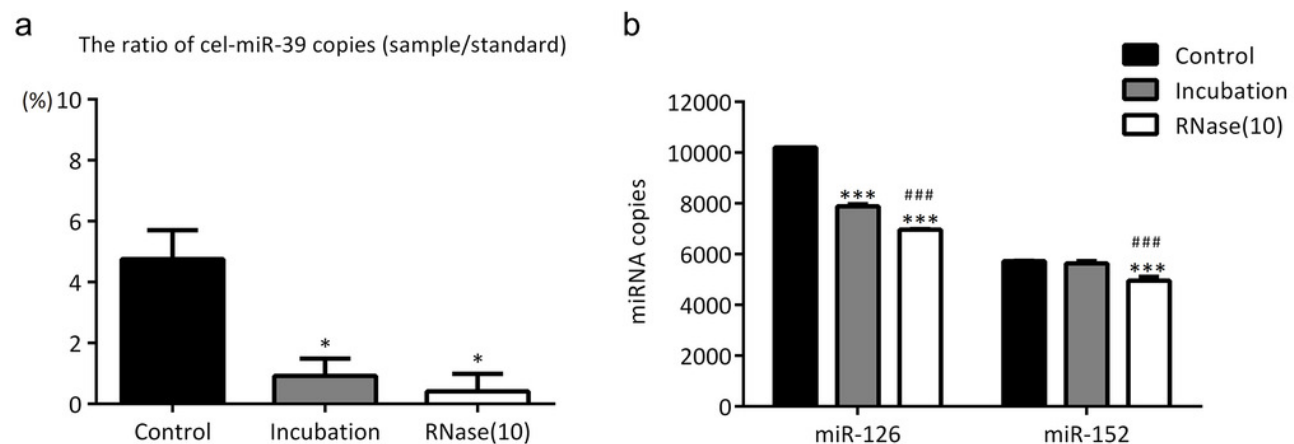 a
The ratio of cel-miR-39 copies (sample/standard)
(%) 10
8
6
4
2
0
*
*
Control Incubation RNase(10)
b
Control
Incubation
RNase(10)
miRNA copies
12000
10000
8000
6000
4000
2000
0
***
###
***
###
***
miR-126 miR-152